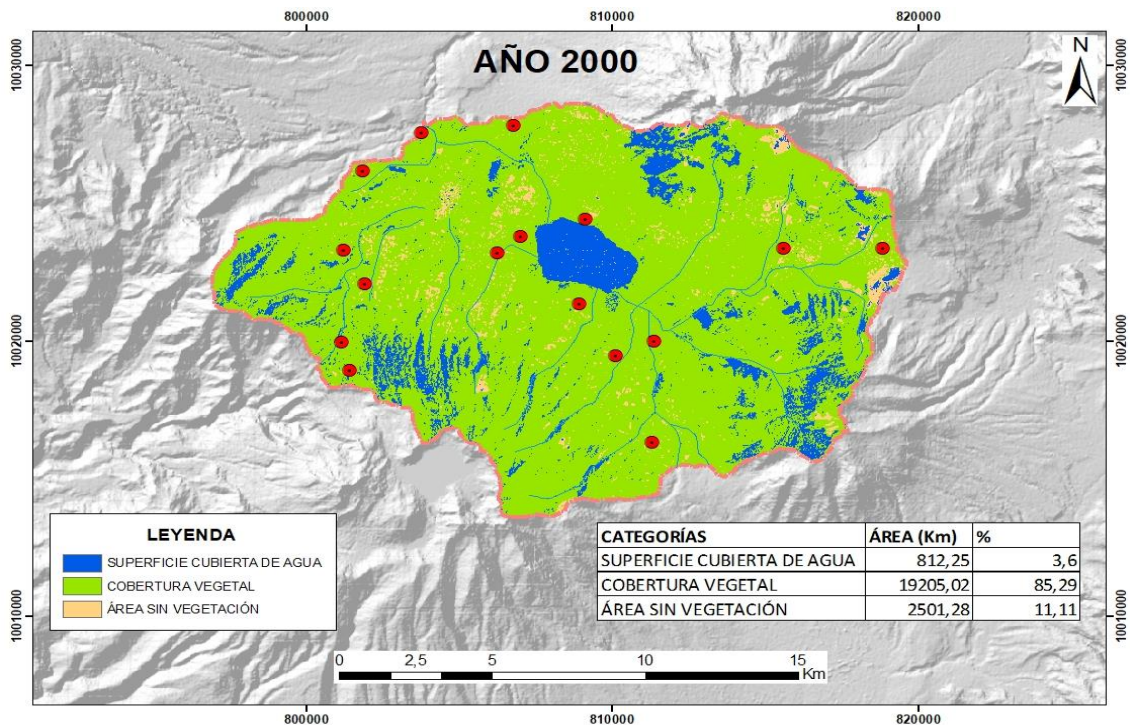 800000 810000 820000
AÑO 2000
N
10030000 10030000
10020000 10020000
10010000 10010000
LEYENDA
SUPERFICIE CUBIERTA DE AGUA
COBERTURA VEGETAL
ÁREA SIN VEGETACIÓN
CATEGORÍAS ÁREA (Km) %
SUPERFICIE CUBIERTA DE AGUA 812,25 3,6
COBERTURA VEGETAL 19205,02 85,29
ÁREA SIN VEGETACIÓN 2501,28 11,11
0 2,5 5 10 15
Km
800000 810000 820000